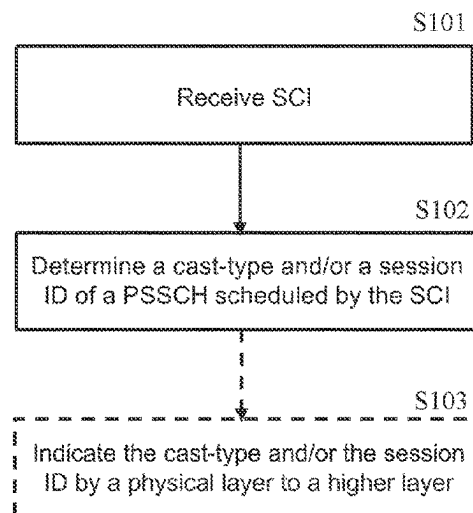 S101
Receive SCI
S102
Determine a cast-type and/or a session
ID of a PSSCH scheduled by the SCI
S103
Indicate the cast-type and/or the session
ID by a physical layer to a higher layer